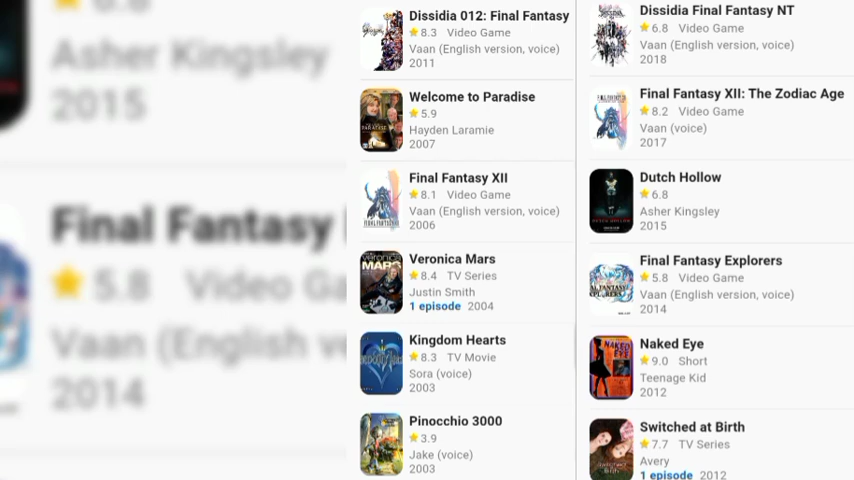 6.8
Asher Kingsley
2015
Final Fantasy
5.8 Video Ga
Vaan (English ve
2014
Dissidia 012: Final Fantasy
8.3 Video Game
Vaan (English version, voice)
2011
Welcome to Paradise
5.9
Hayden Laramie
2007
Final Fantasy XII
8.1 Video Game
Vaan (English version, voice)
2006
Veronica Mars
8.4 TV Series
Justin Smith
1 episode 2004
Kingdom Hearts
8.3 TV Movie
Sora (voice)
2003
Pinocchio 3000
3.9
Jake (voice)
2003
Dissidia Final Fantasy NT
6.8 Video Game
Vaan (English version, voice)
2018
Final Fantasy XII: The Zodiac Age
8.2 Video Game
Vaan (voice)
2017
Dutch Hollow
6.8
Asher Kingsley
2015
Final Fantasy Explorers
5.8 Video Game
Vaan (English version, voice)
2014
Naked Eye
9.0 Short
Teenage Kid
2012
Switched at Birth
7.7 TV Series
Avery
1 episode 2012